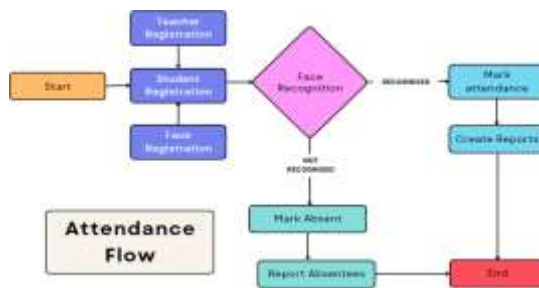 Teacher
Registration
Start
Student
Registration
Face
Registration
Face
Recognition
RECOGNISED
Mark
attendance
Create Reports
NOT
RECOGNISED
Mark Absent
Report Absentees
End
Attendance
Flow